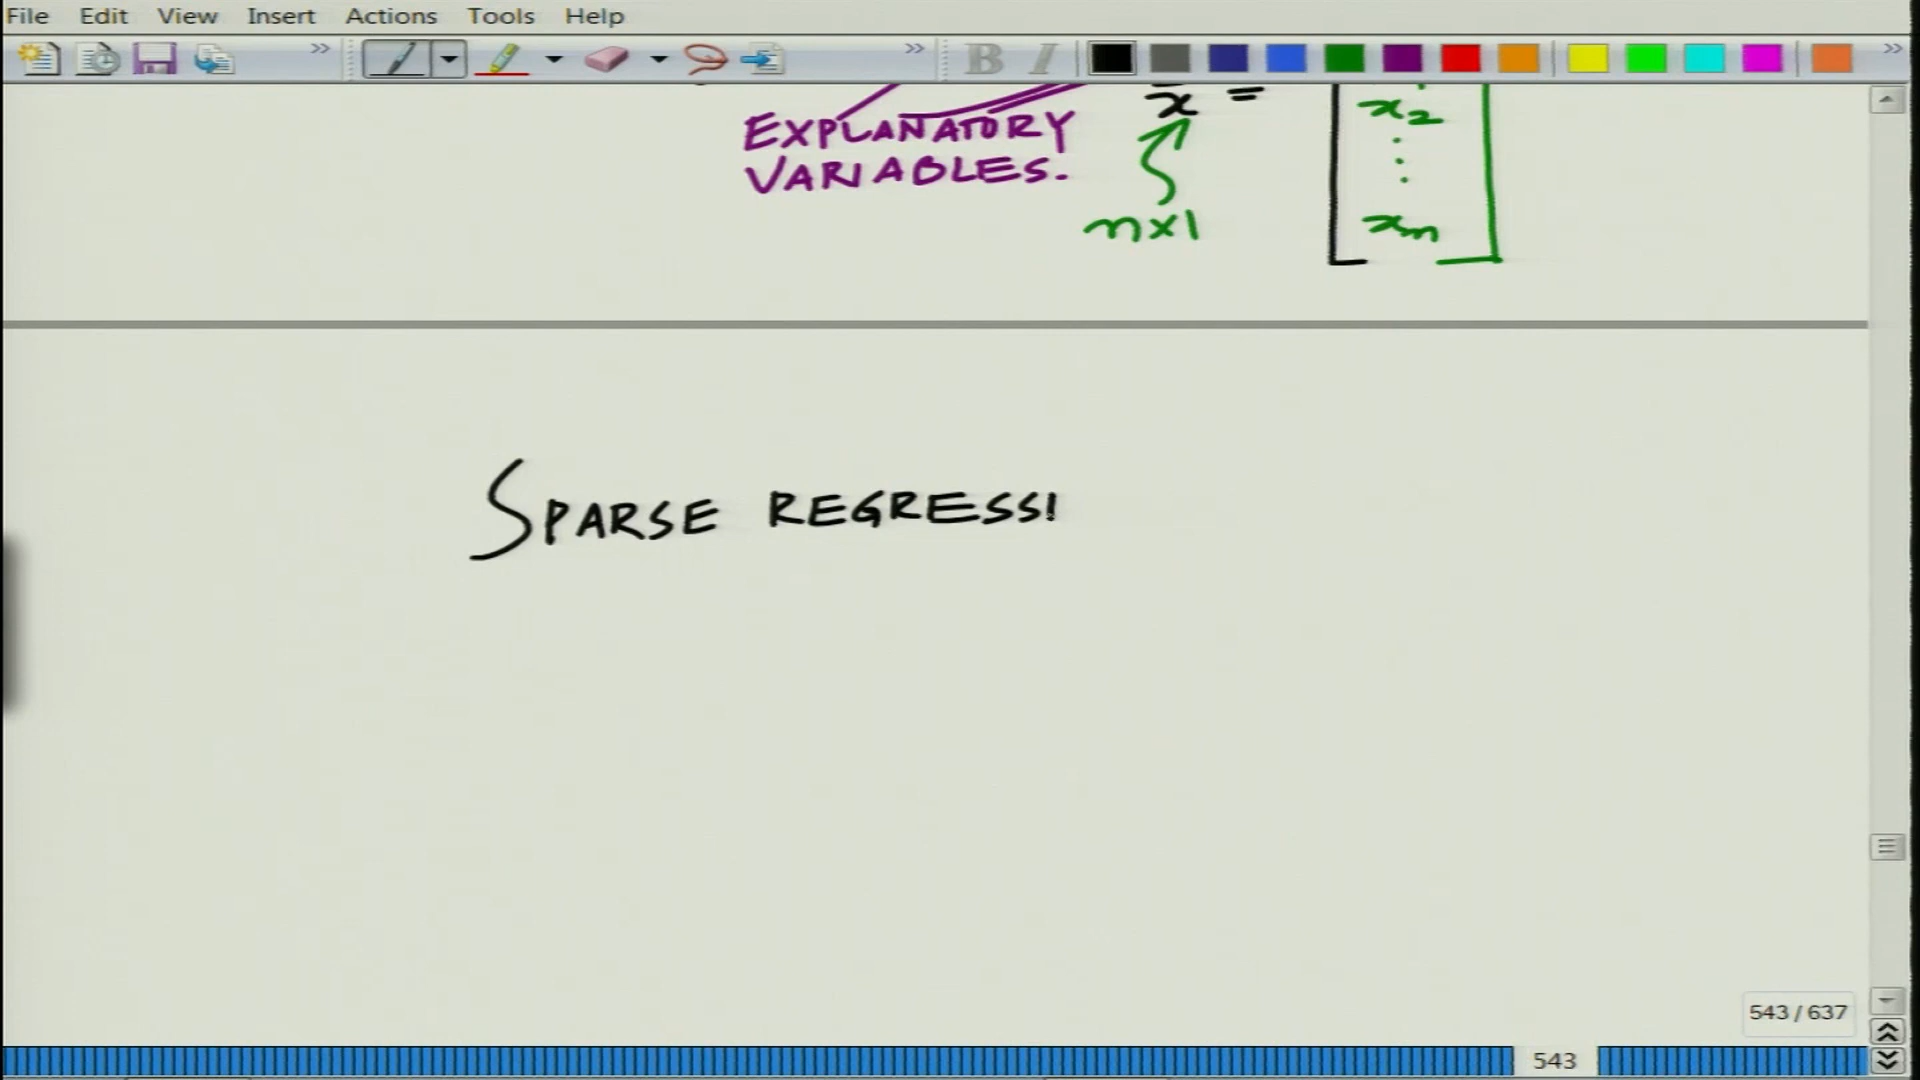 File Edit View Insert Actions Tools Help
B I
EXPLANATORY
VARIABLES.
x =
x2
n×1
xn
SPARSE REGRESSI
543 / 637
543